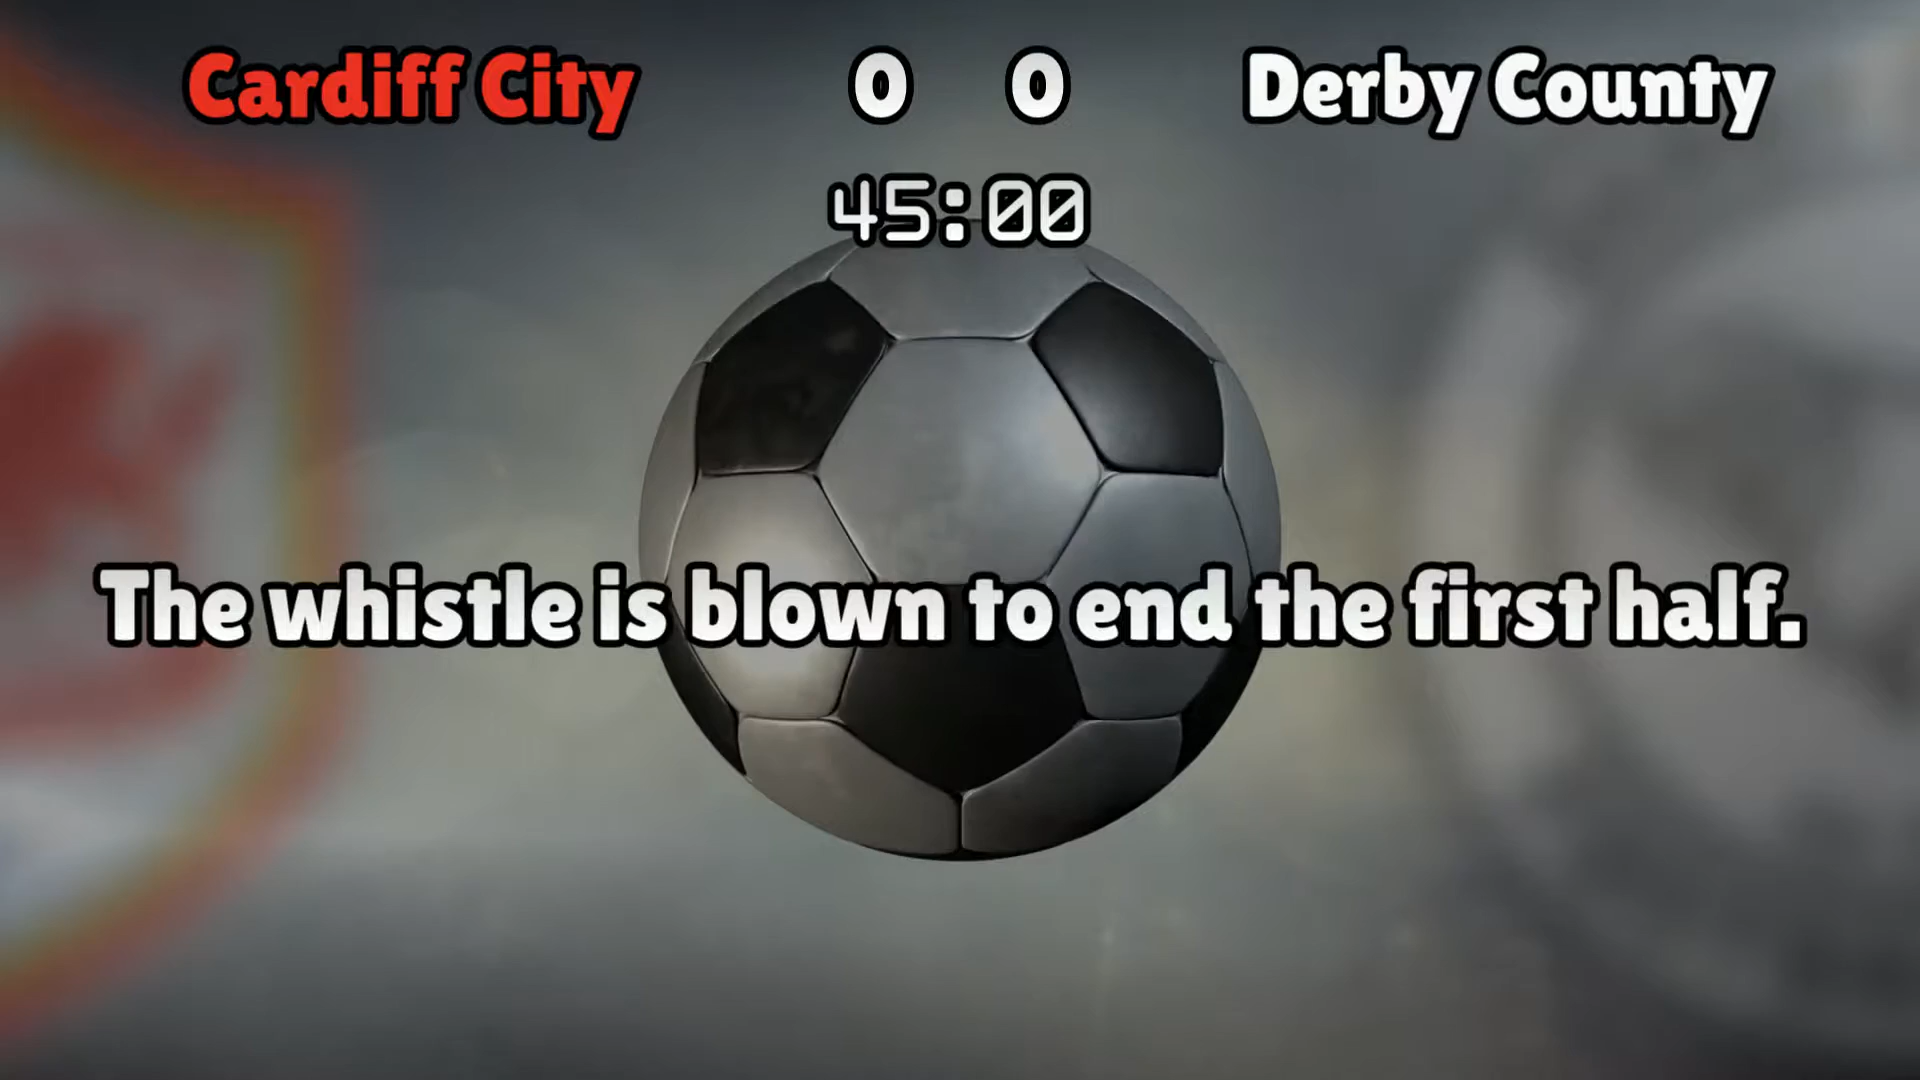 Cardiff City 0 0 Derby County
45:00
The whistle is blown to end the first half.